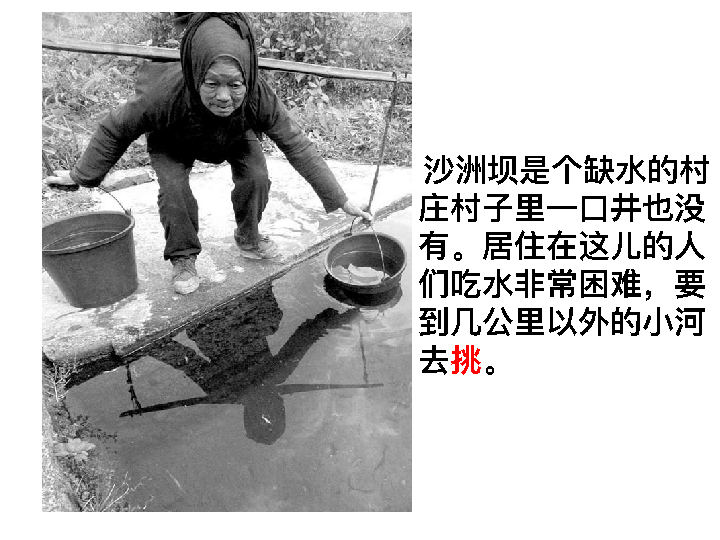 沙洲坝是个缺水的村
庄村子里一口井也没
有。居住在这儿的人
们吃水非常困难，要
到几公里以外的小河
去挑。